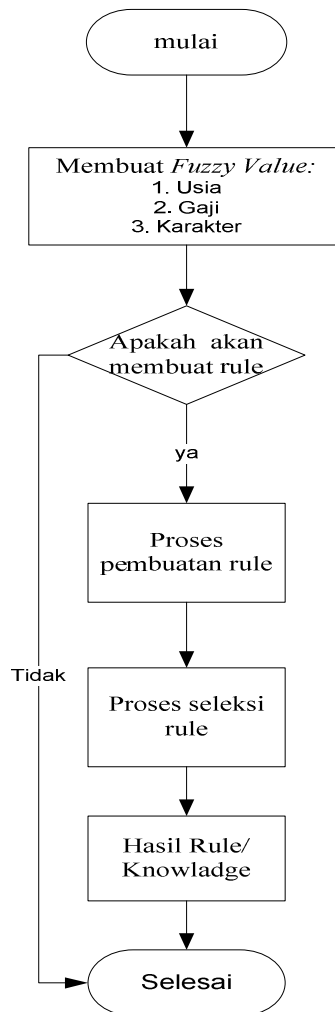 mulai
Membuat Fuzzy Value:
1. Usia
2. Gaji
3. Karakter
Apakah akan
membuat rule
ya
Proses
pembuatan rule
Tidak
Proses seleksi
rule
Hasil Rule/
Knowladge
Selesai